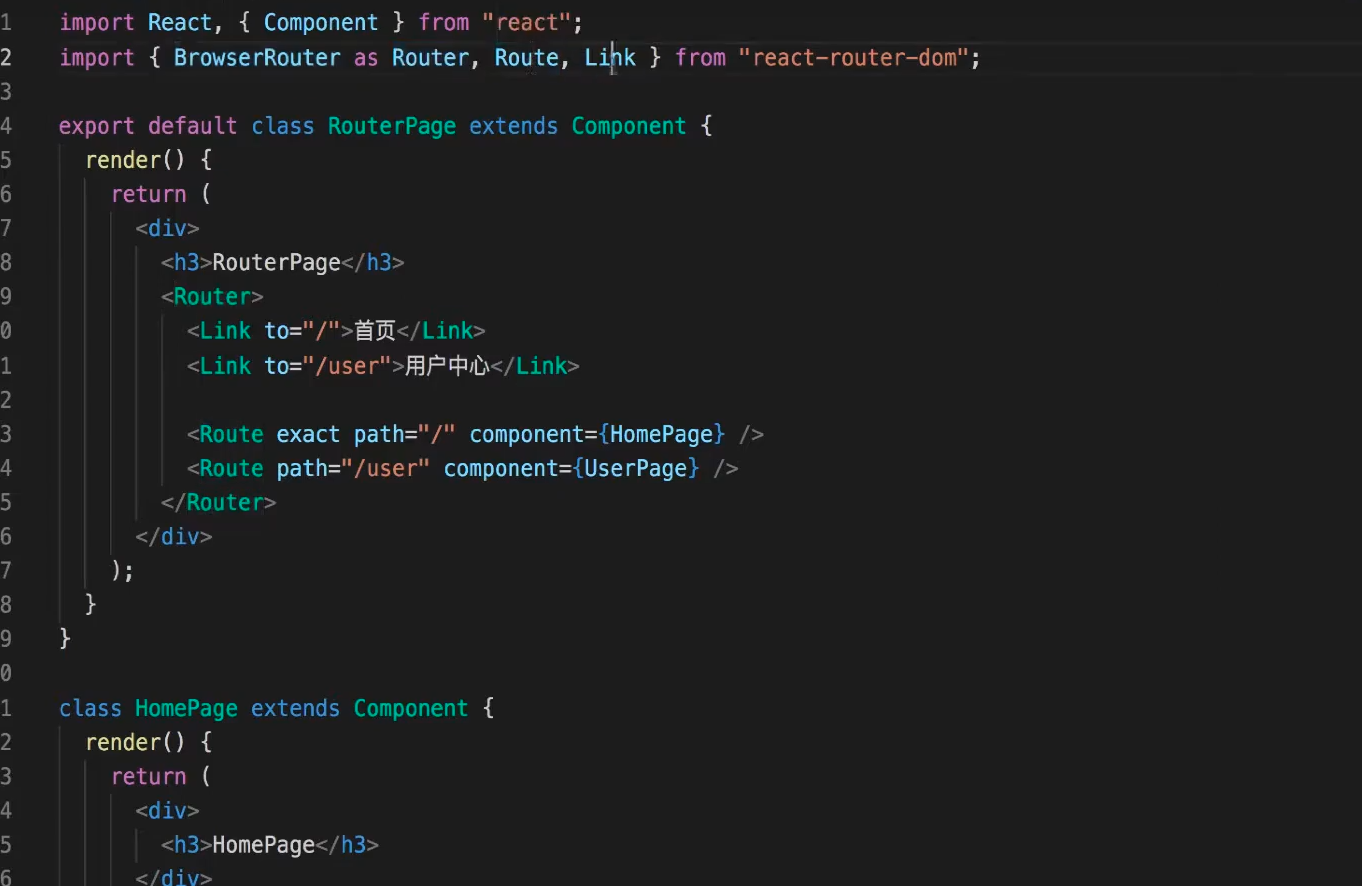 1 import React, { Component } from "react";
2 import { BrowserRouter as Router, Route, Link } from "react-router-dom";
3
4 export default class RouterPage extends Component {
5   render() {
6     return (
7       <div>
8         <h3>RouterPage</h3>
9         <Router>
0           <Link to="/">首页</Link>
1           <Link to="/user">用户中心</Link>
2
3           <Route exact path="/" component={HomePage} />
4           <Route path="/user" component={UserPage} />
5         </Router>
6       </div>
7     );
8   }
9 }
0
1 class HomePage extends Component {
2   render() {
3     return (
4       <div>
5         <h3>HomePage</h3>
6       </div>